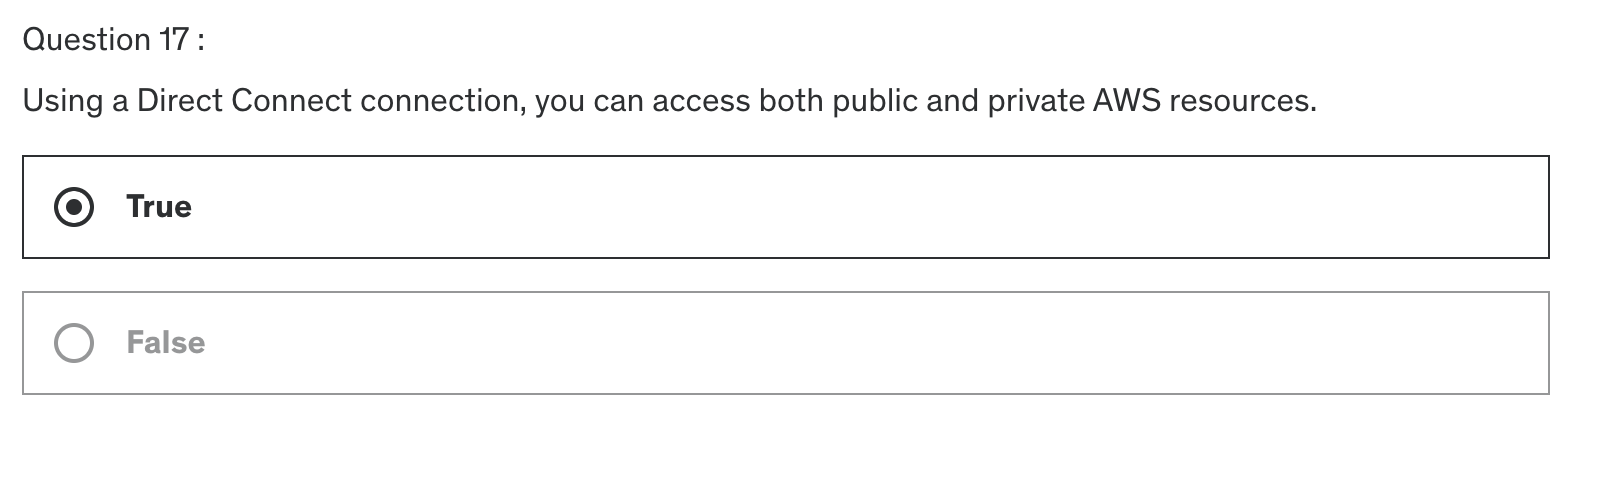 Question 17 :
Using a Direct Connect connection, you can access both public and private AWS resources.
True
False